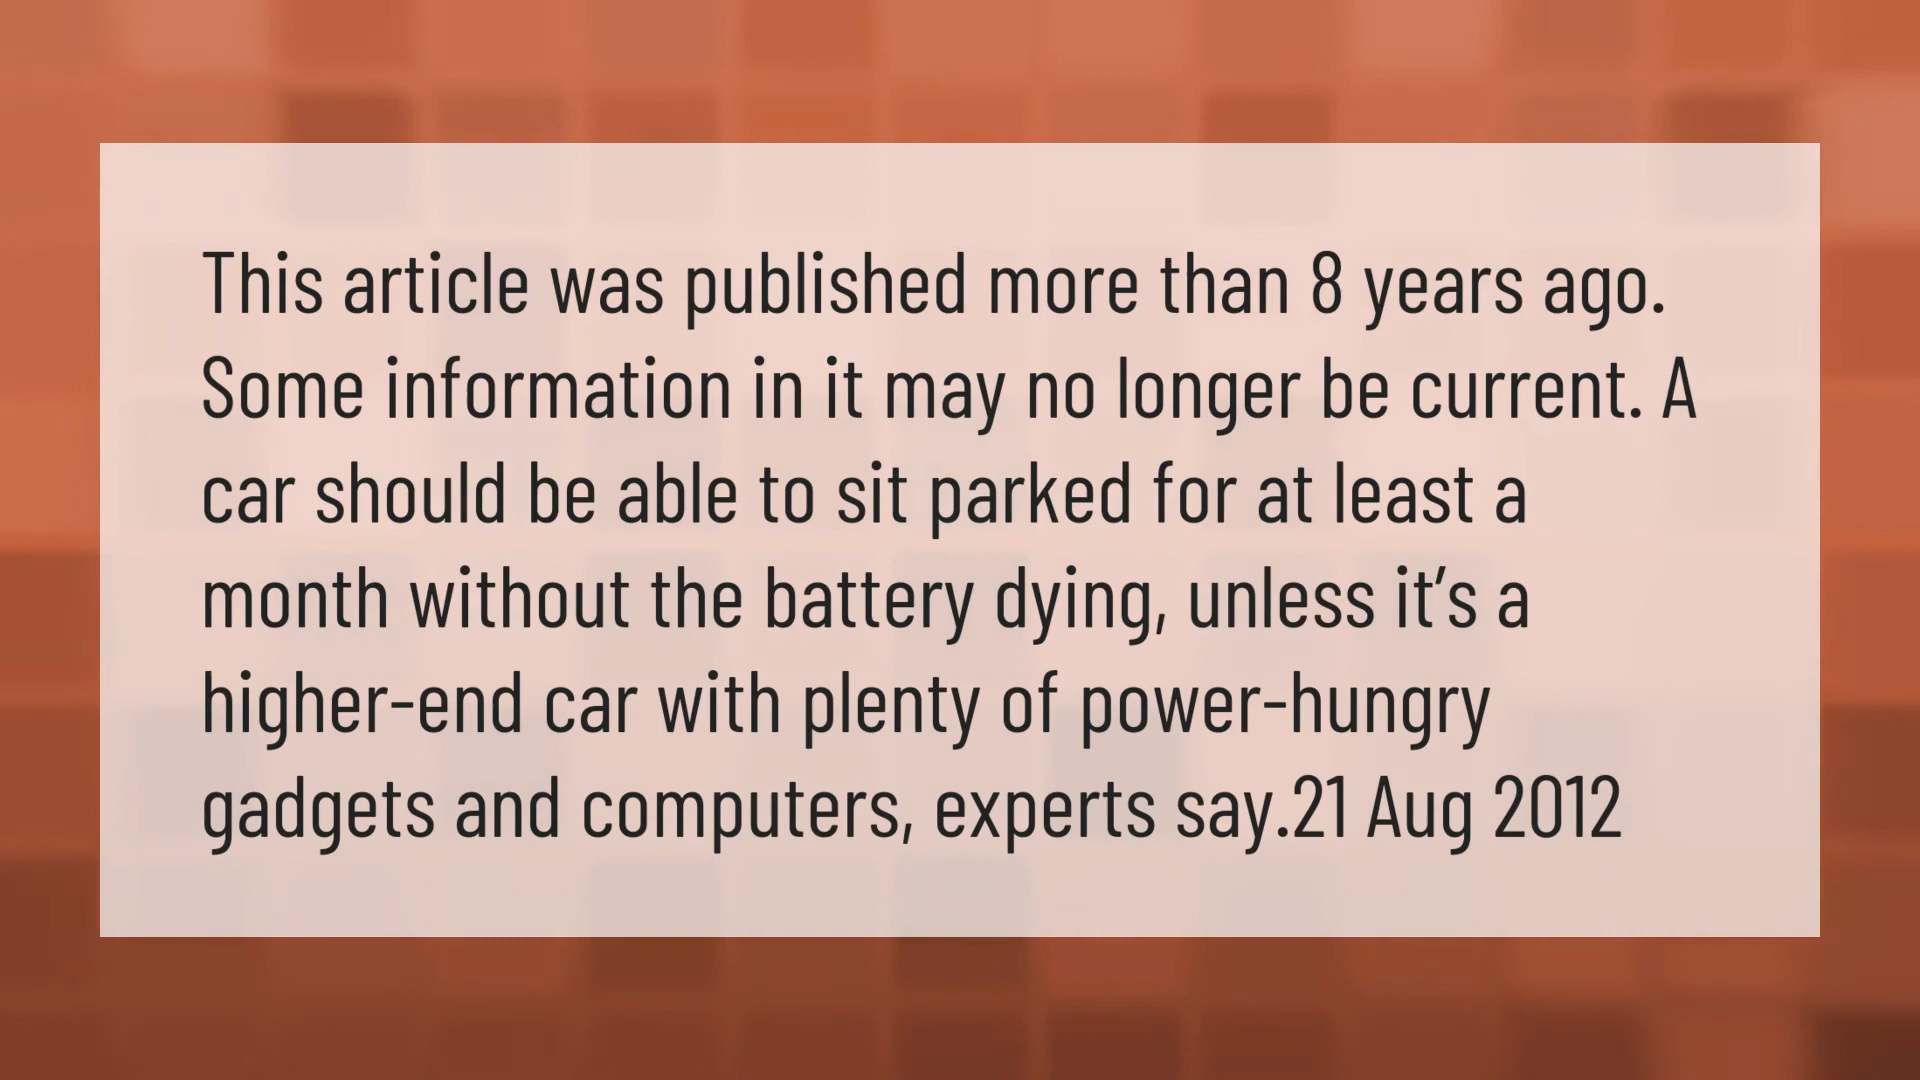 This article was published more than 8 years ago.
Some information in it may no longer be current. A
car should be able to sit parked for at least a
month without the battery dying, unless it’s a
higher-end car with plenty of power-hungry
gadgets and computers, experts say.21 Aug 2012